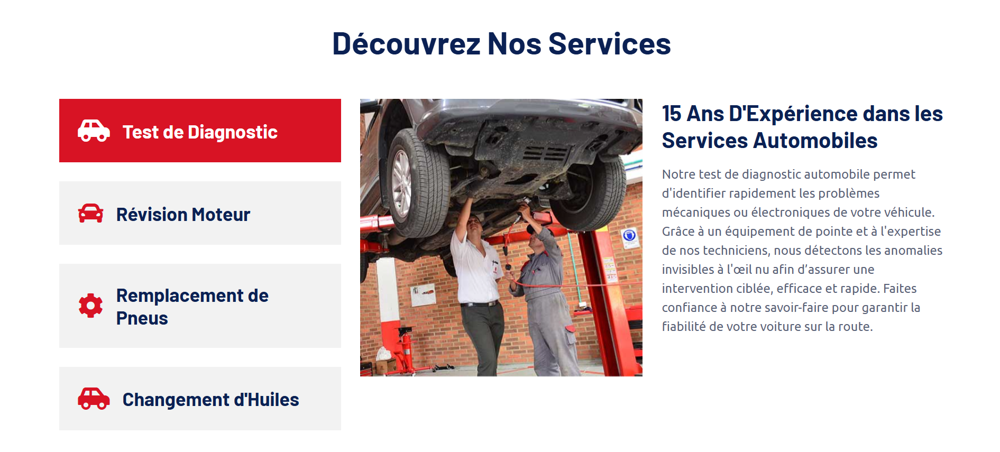 Découvrez Nos Services
Test de Diagnostic
Révision Moteur
Remplacement de
Pneus
Changement d'Huiles
15 Ans D'Expérience dans les
Services Automobiles
Notre test de diagnostic automobile permet
d'identifier rapidement les problèmes
mécaniques ou électroniques de votre véhicule.
Grâce à un équipement de pointe et à l'expertise
de nos techniciens, nous détectons les anomalies
invisibles à l'œil nu afin d’assurer une
intervention ciblée, efficace et rapide. Faites
confiance à notre savoir-faire pour garantir la
fiabilité de votre voiture sur la route.